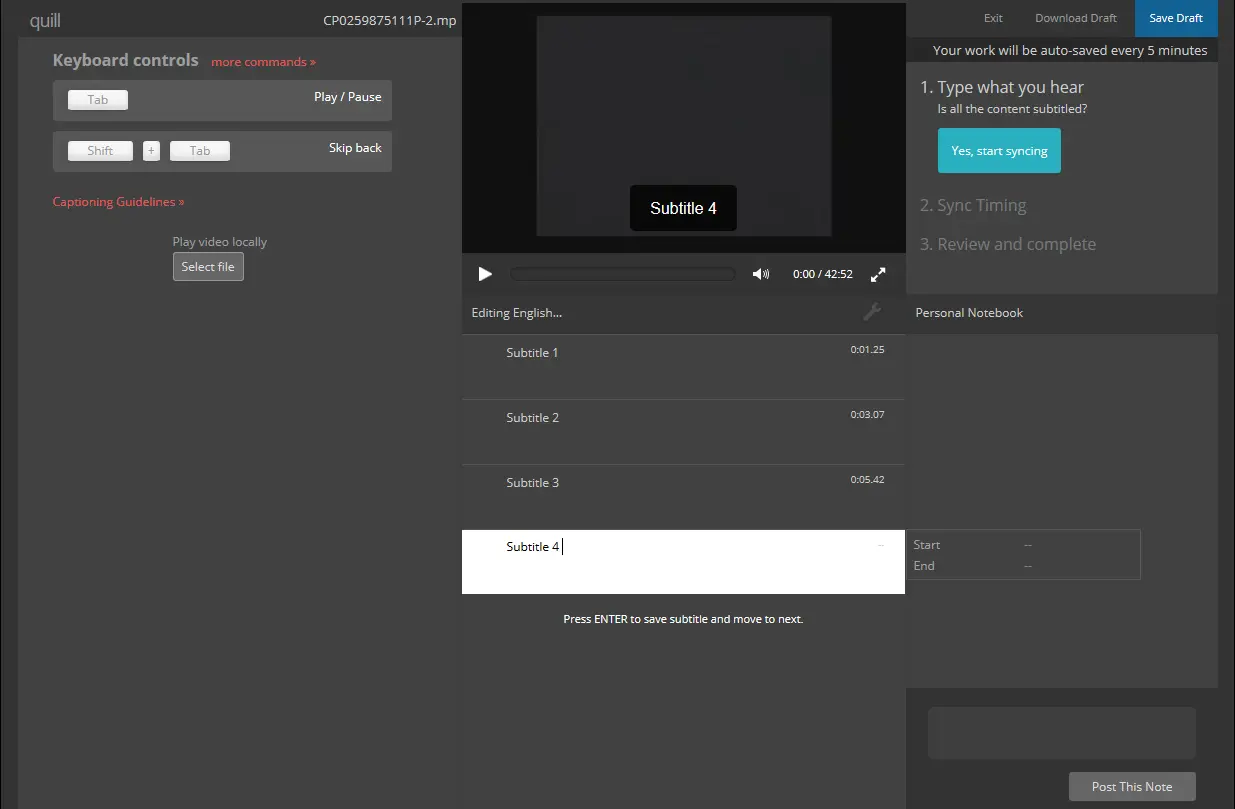 quill
CP0259875111P-2.mp
Exit
Download Draft
Save Draft
Your work will be auto-saved every 5 minutes
Keyboard controls more commands »
Tab
Play / Pause
Shift + Tab
Skip back
Captioning Guidelines »
Play video locally
Select file
Subtitle 4
0:00 / 42:52
1. Type what you hear
Is all the content subtitled?
Yes, start syncing
2. Sync Timing
3. Review and complete
Editing English...
Subtitle 1 0:01.25
Subtitle 2 0:03.07
Subtitle 3 0:05.42
Subtitle 4 --
Press ENTER to save subtitle and move to next.
Personal Notebook
Start --
End --
Post This Note